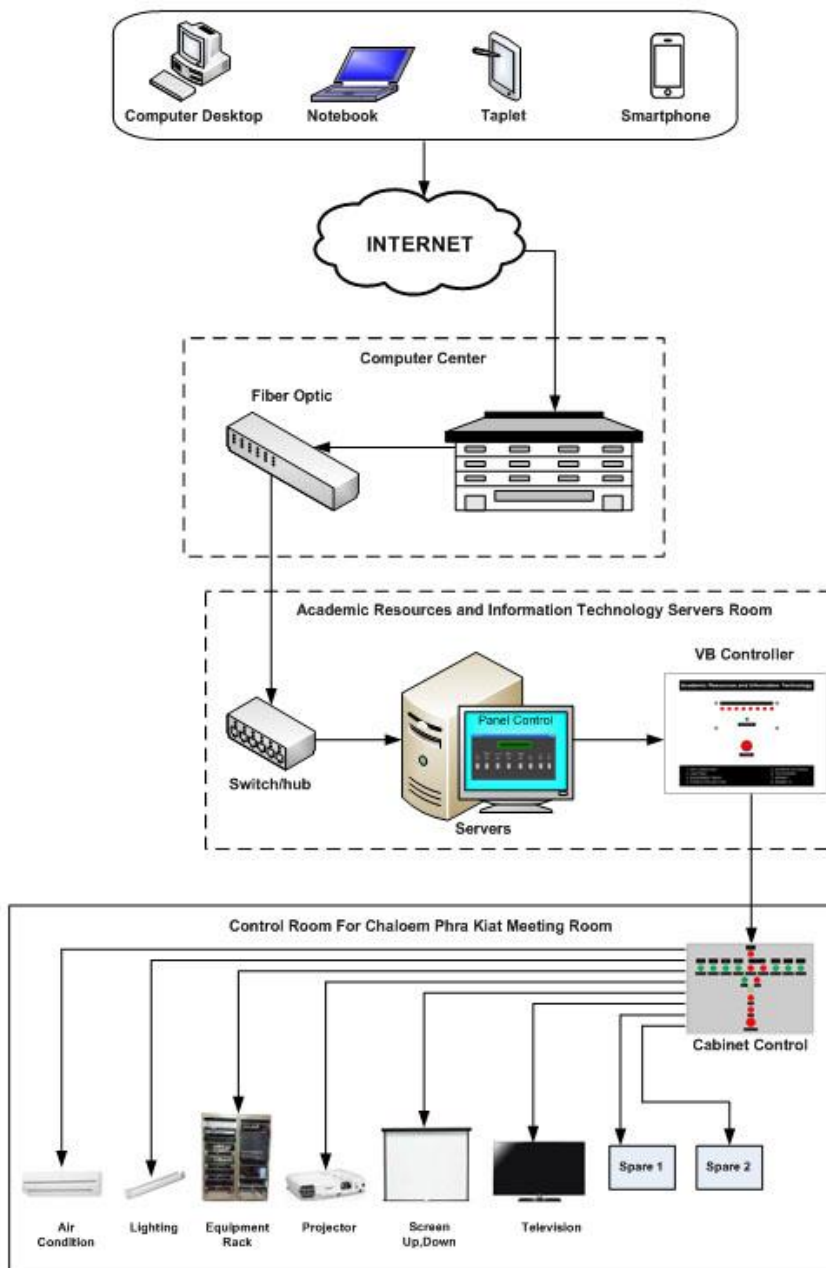 Computer Desktop
Notebook
Taplet
Smartphone
INTERNET
Computer Center
Fiber Optic
Academic Resources and Information Technology Servers Room
VB Controller
Academic Resources and Information Technology
Panel Control
Switch/hub
Servers
Control Room For Chaloem Phra Kiat Meeting Room
Cabinet Control
Spare 1
Spare 2
Air
Condition
Lighting
Equipment
Rack
Projector
Screen
Up,Down
Television